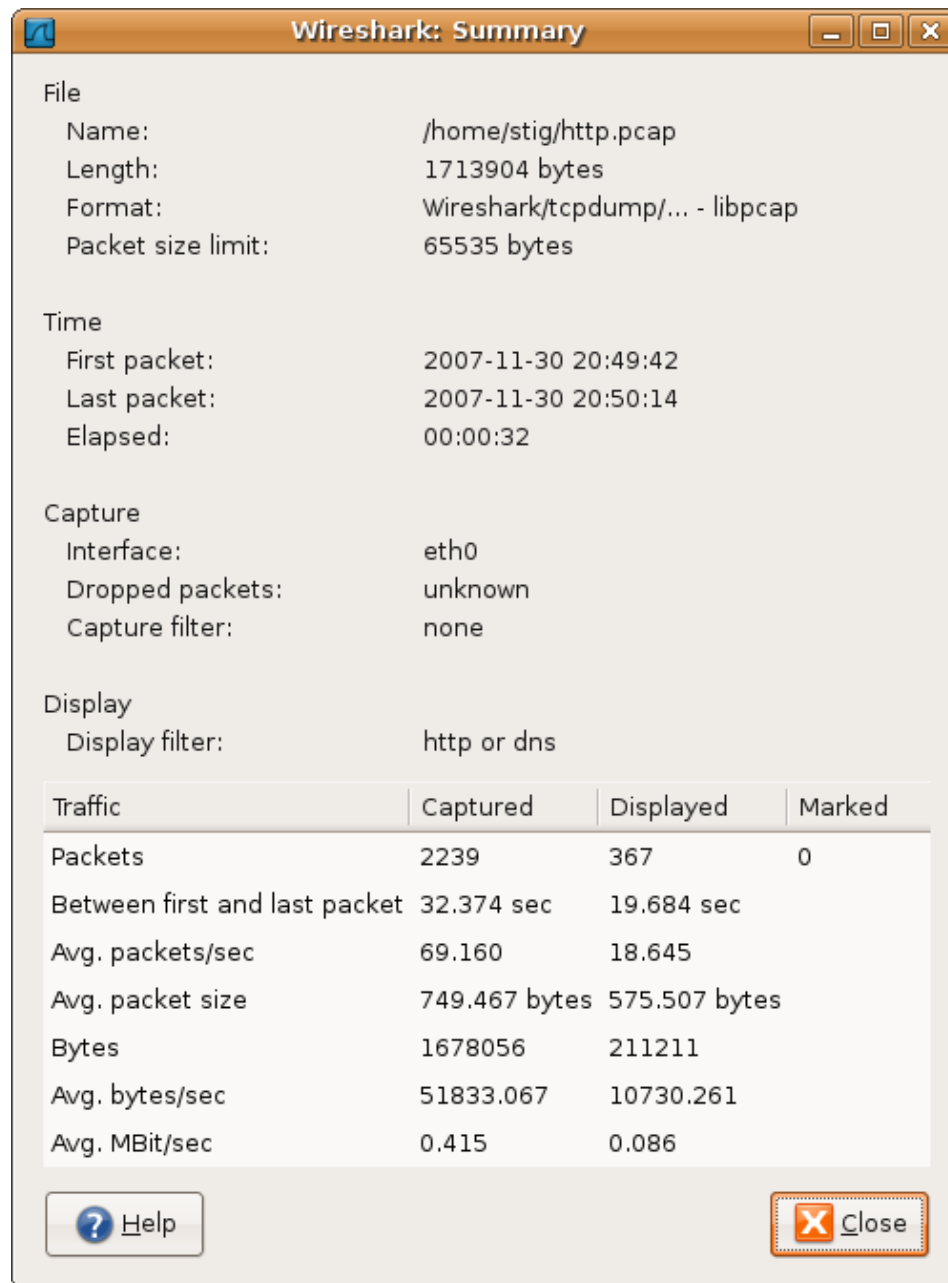 Wireshark: Summary
File
Name: /home/stig/http.pcap
Length: 1713904 bytes
Format: Wireshark/tcpdump/... - libpcap
Packet size limit: 65535 bytes
Time
First packet: 2007-11-30 20:49:42
Last packet: 2007-11-30 20:50:14
Elapsed: 00:00:32
Capture
Interface: eth0
Dropped packets: unknown
Capture filter: none
Display
Display filter: http or dns
Traffic Captured Displayed Marked
Packets 2239 367 0
Between first and last packet 32.374 sec 19.684 sec
Avg. packets/sec 69.160 18.645
Avg. packet size 749.467 bytes 575.507 bytes
Bytes 1678056 211211
Avg. bytes/sec 51833.067 10730.261
Avg. MBit/sec 0.415 0.086
Help Close